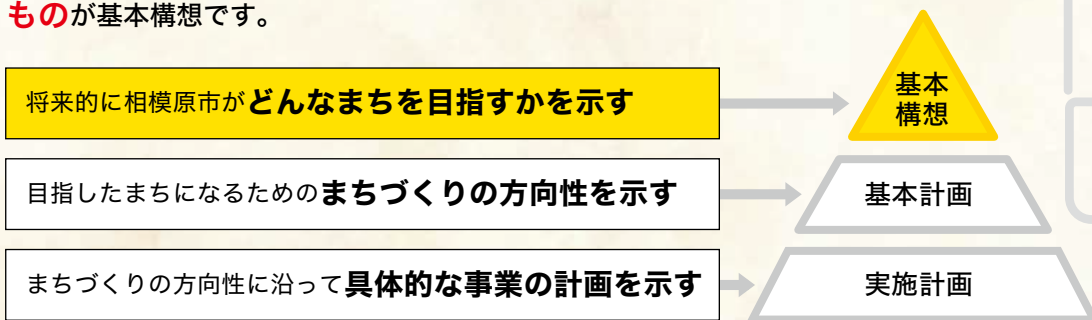 ものが基本構想です。
将来的に相模原市がどんなまちを目指すかを示す
基本
構想
目指したまちになるためのまちづくりの方向性を示す
基本計画
まちづくりの方向性に沿って具体的な事業の計画を示す
実施計画